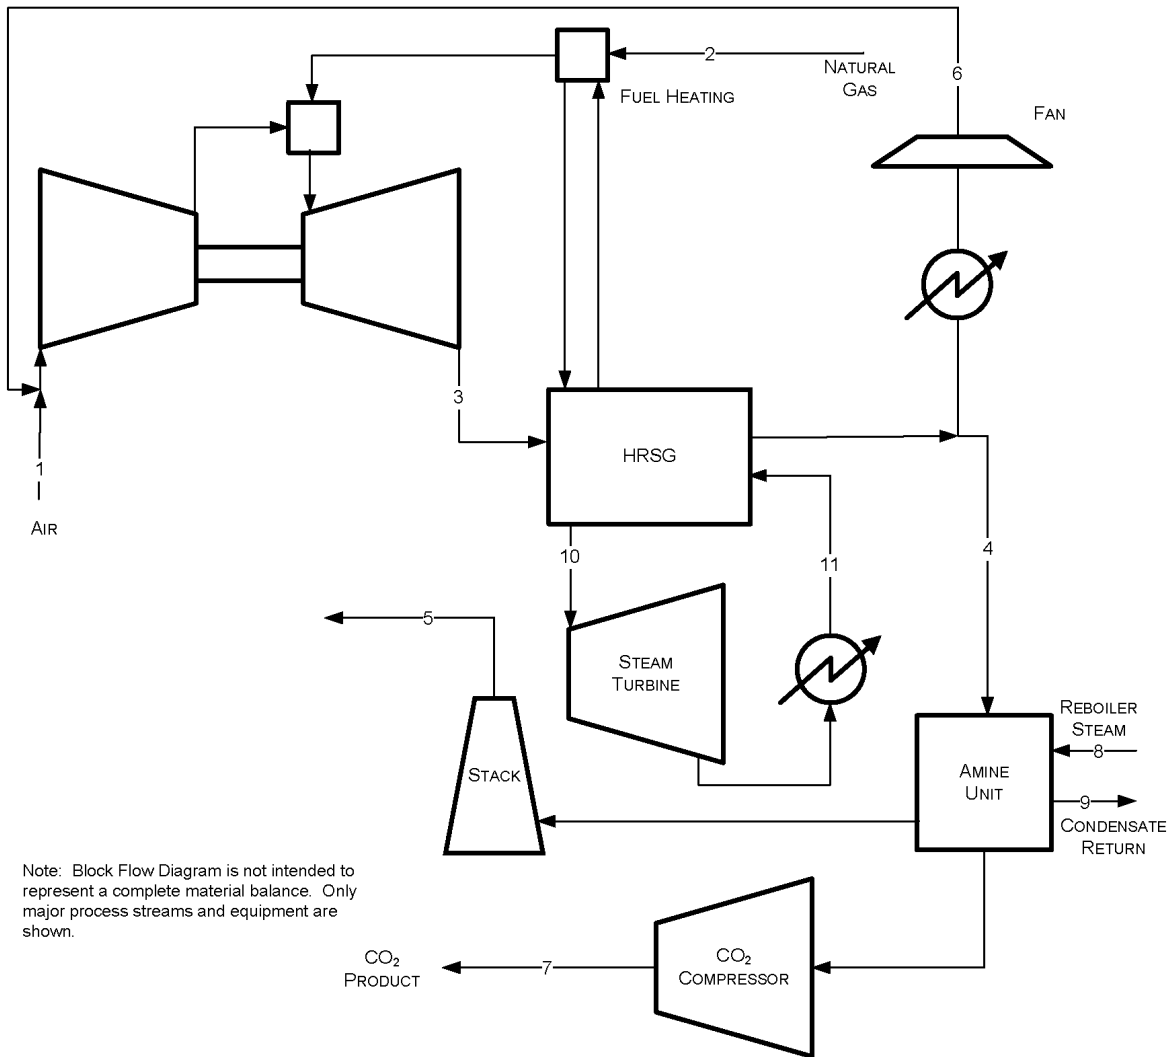 2
NATURAL
GAS
6
FUEL HEATING
FAN
3
HRSG
1
AIR
10
11
4
5
STEAM
TURBINE
REBOILER
STEAM
8
STACK
AMINE
UNIT
9
CONDENSATE
RETURN
Note: Block Flow Diagram is not intended to
represent a complete material balance. Only
major process streams and equipment are
shown.
CO₂
PRODUCT
7
CO₂
COMPRESSOR